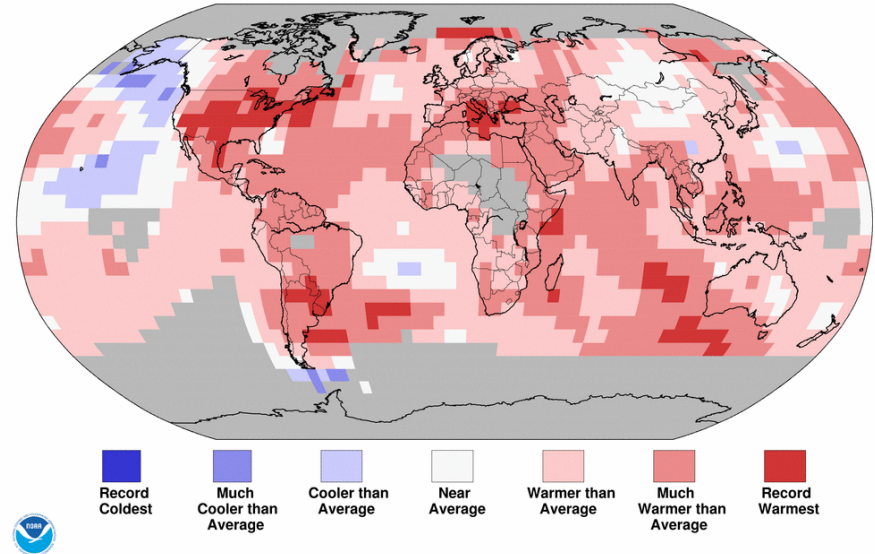 Record
Coldest
Much
Cooler than
Average
Cooler than
Average
Near
Average
Warmer than
Average
Much
Warmer than
Average
Record
Warmest
NOAA